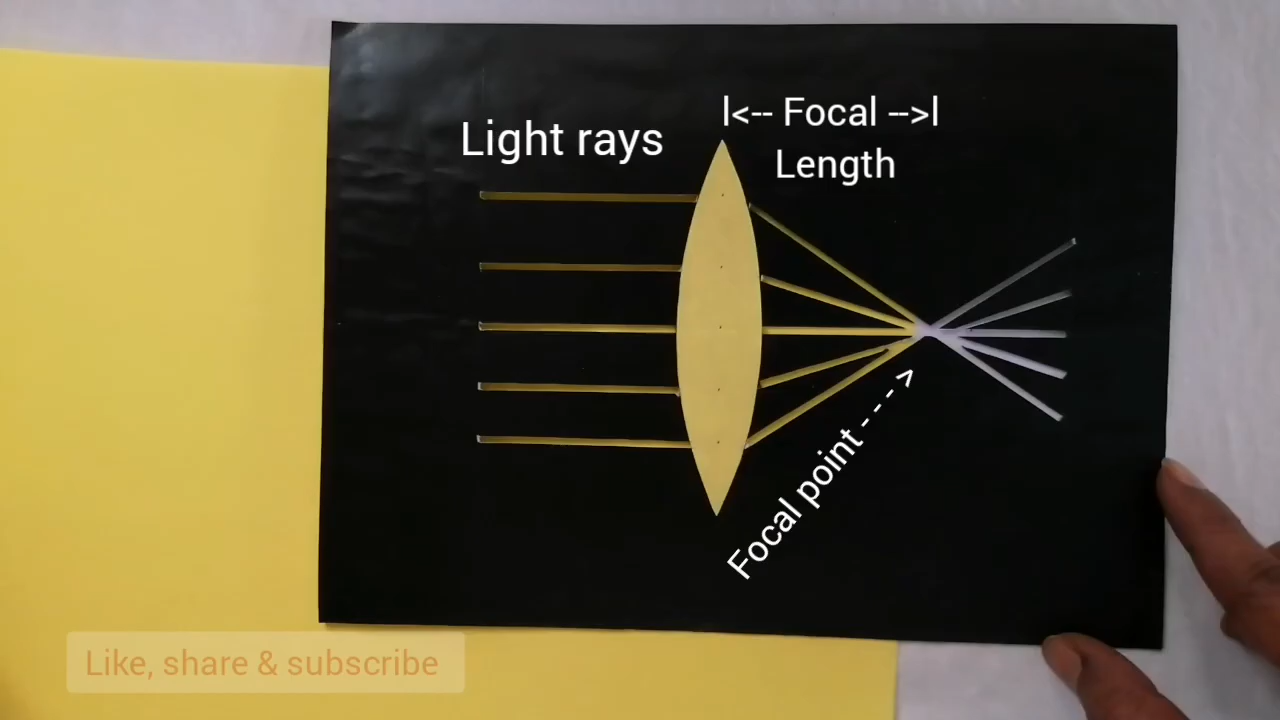 Light rays
|<-- Focal -->|
Length
Focal point - - - >
Like, share & subscribe